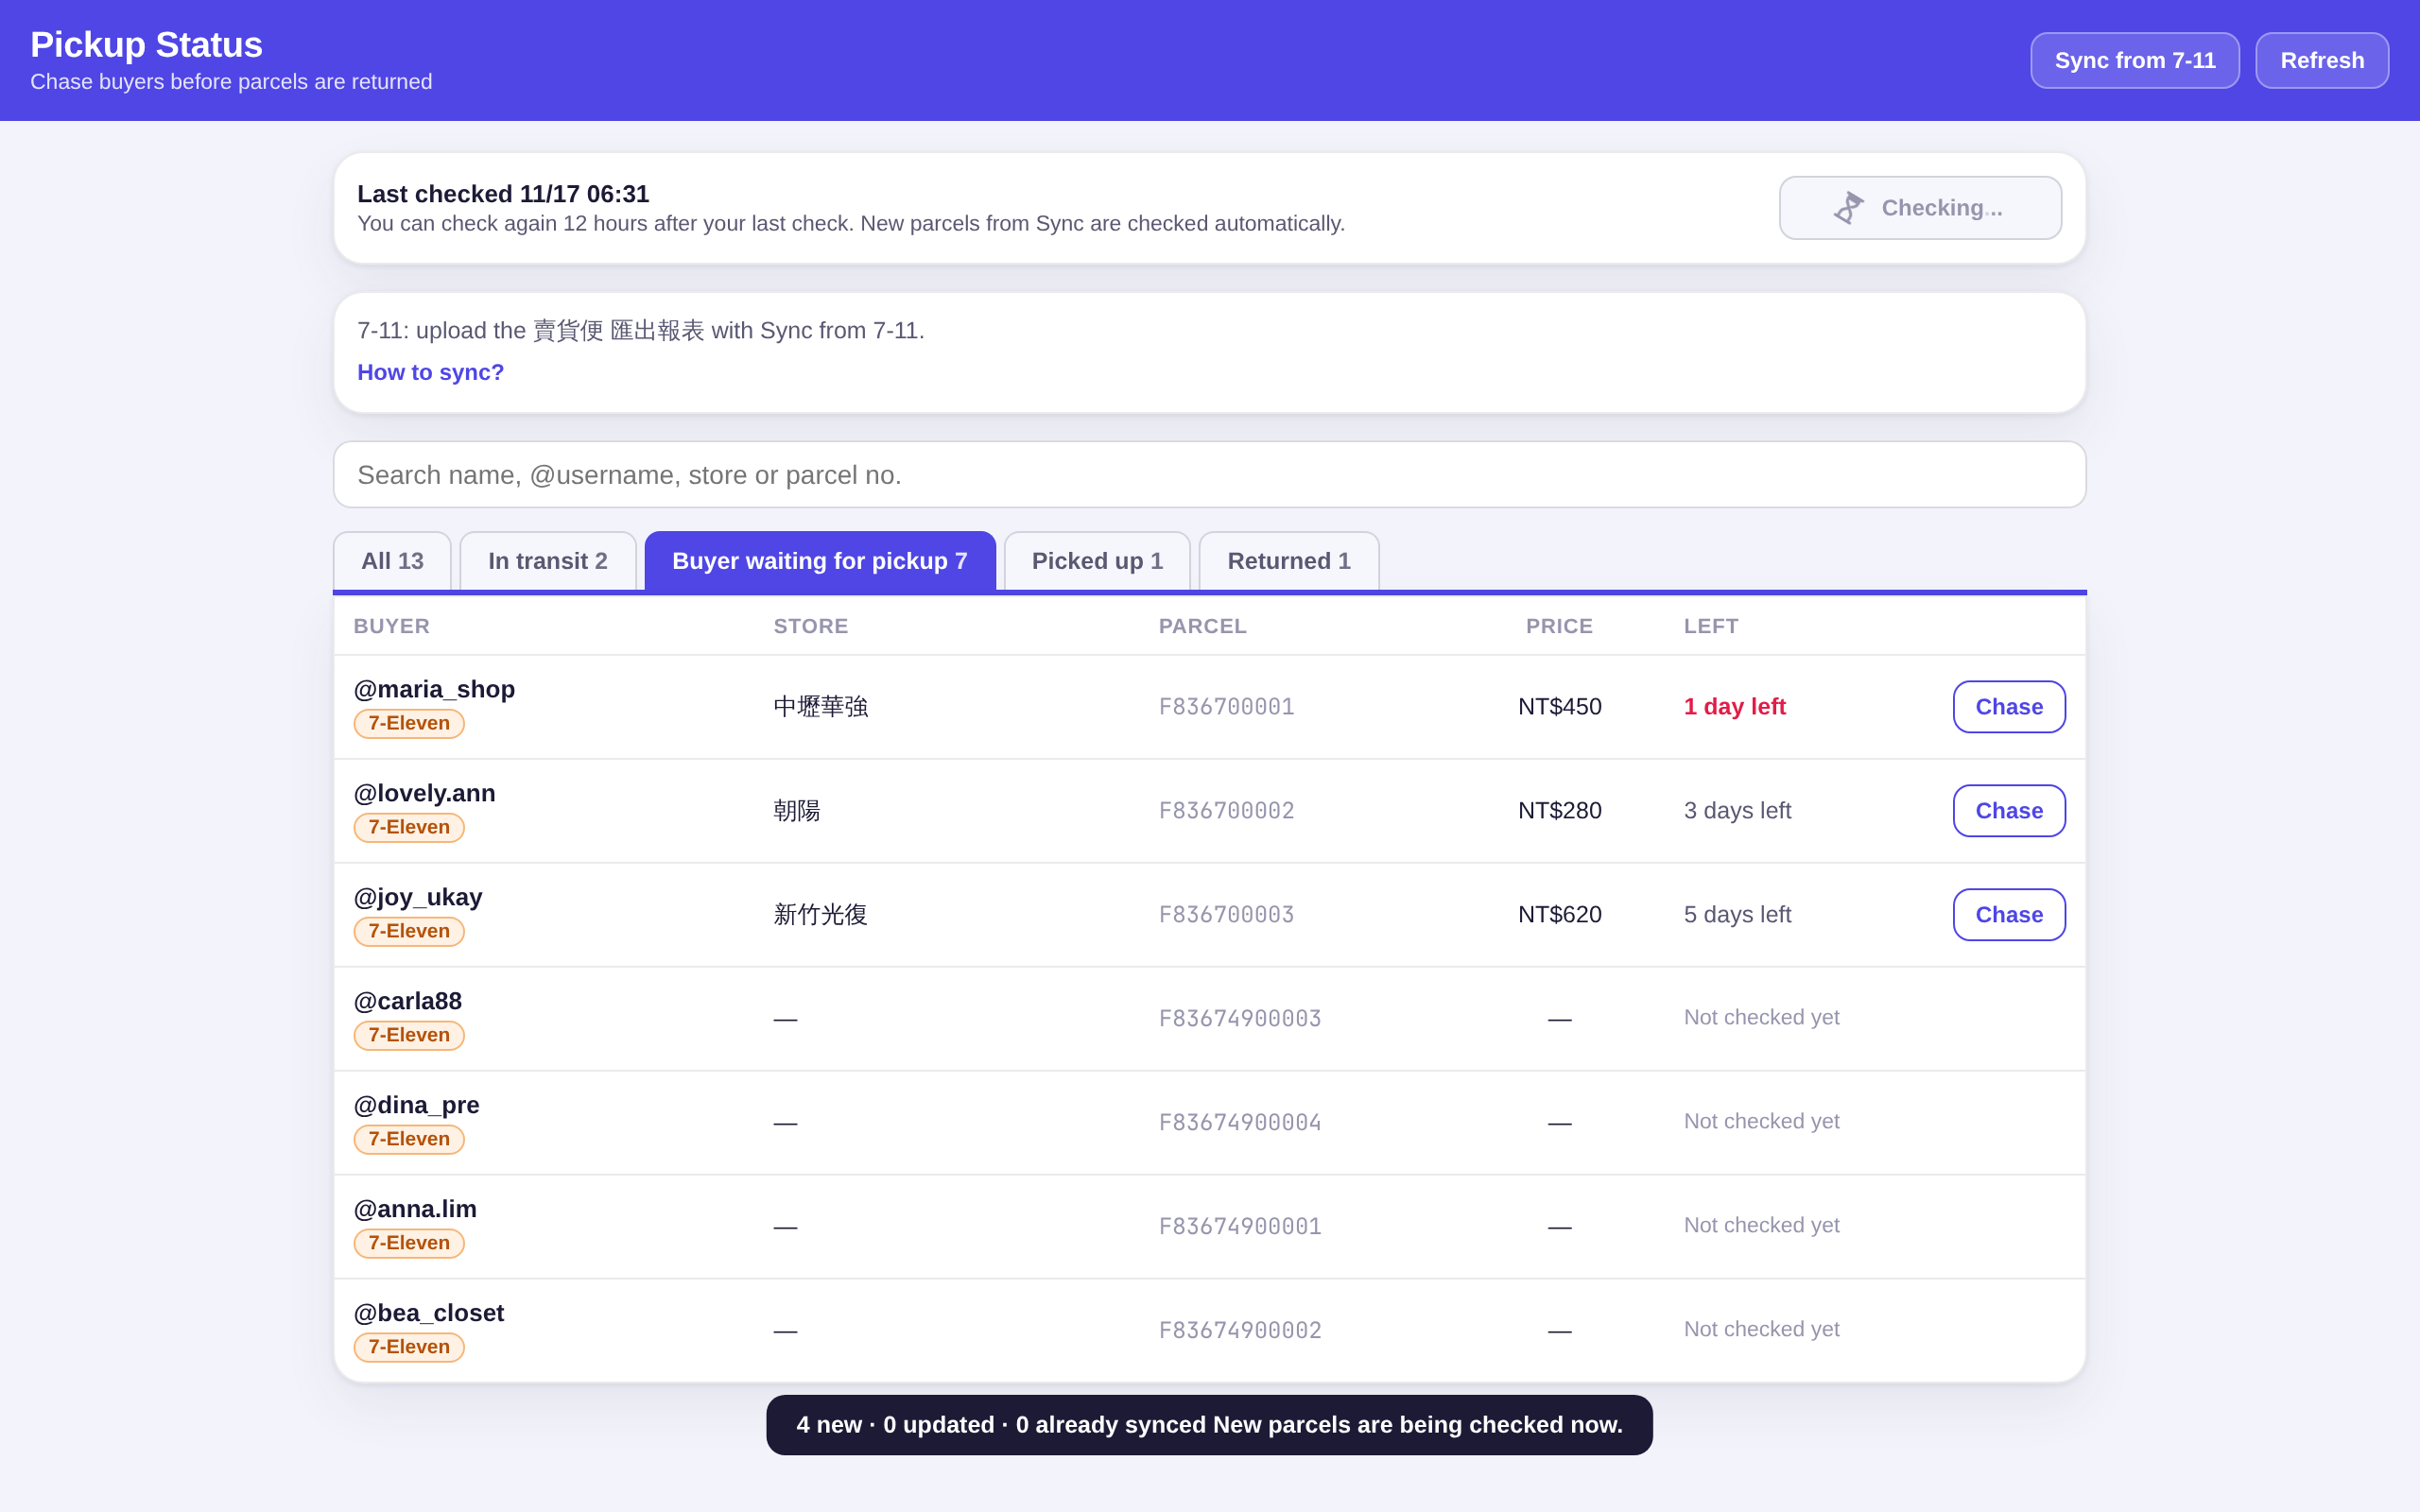 Pickup Status
Chase buyers before parcels are returned
Sync from 7-11
Refresh
Last checked 11/17 06:31
You can check again 12 hours after your last check. New parcels from Sync are checked automatically.
Checking...
7-11: upload the 賣貨便 匯出報表 with Sync from 7-11.
How to sync?
Search name, @username, store or parcel no.
All 13
In transit 2
Buyer waiting for pickup 7
Picked up 1
Returned 1
BUYER STORE PARCEL PRICE LEFT
@maria_shop
7-Eleven
中壢華強 F836700001 NT$450 1 day left Chase
@lovely.ann
7-Eleven
朝陽 F836700002 NT$280 3 days left Chase
@joy_ukay
7-Eleven
新竹光復 F836700003 NT$620 5 days left Chase
@carla88
7-Eleven
— F83674900003 — Not checked yet
@dina_pre
7-Eleven
— F83674900004 — Not checked yet
@anna.lim
7-Eleven
— F83674900001 — Not checked yet
@bea_closet
7-Eleven
— F83674900002 — Not checked yet
4 new · 0 updated · 0 already synced New parcels are being checked now.